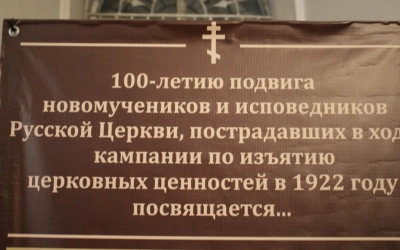 100-летию подвига
новомучеников и исповедников
Русской Церкви, пострадавших в ход
кампании по изъятию
церковных ценностей в 1922 году
посвящается...